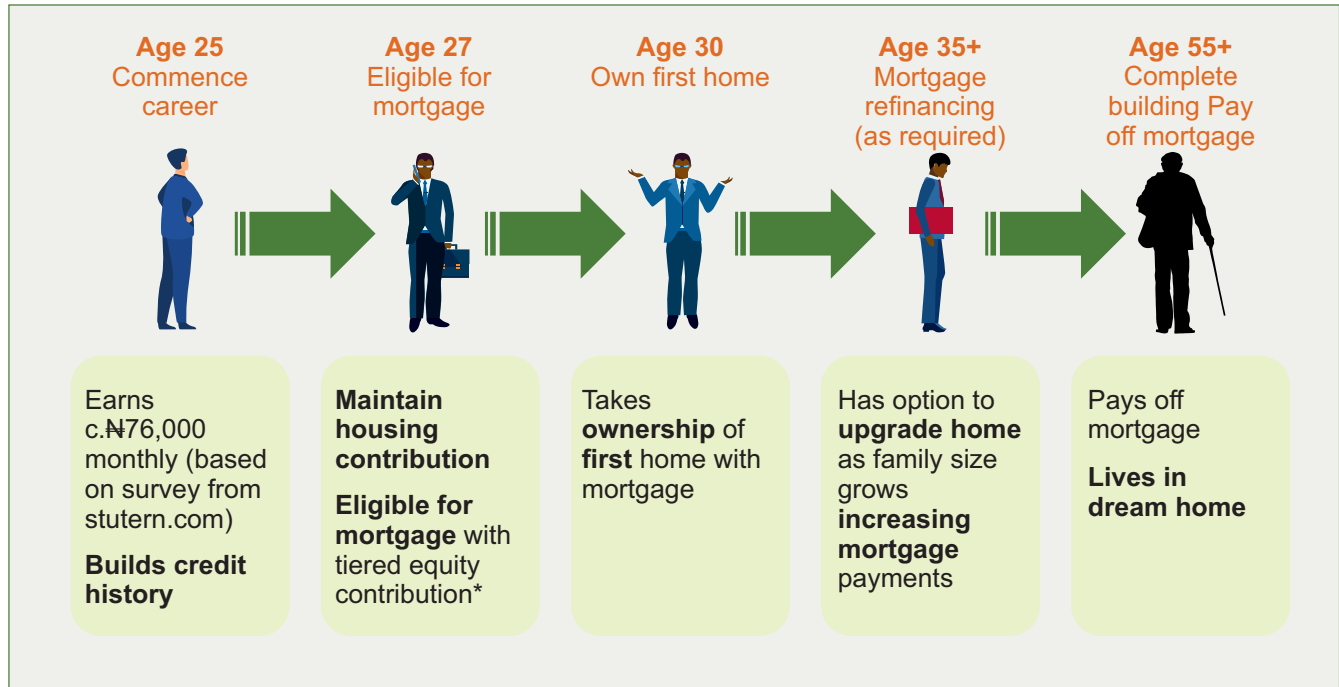 Age 25
Commence
career
Age 27
Eligible for
mortgage
Age 30
Own first home
Age 35+
Mortgage
refinancing
(as required)
Age 55+
Complete
building Pay
off mortgage
Earns
c.₦76,000
monthly (based
on survey from
stutern.com)
Builds credit
history
Maintain
housing
contribution
Eligible for
mortgage with
tiered equity
contribution*
Takes
ownership of
first home with
mortgage
Has option to
upgrade home
as family size
grows
increasing
mortgage
payments
Pays off
mortgage
Lives in
dream home